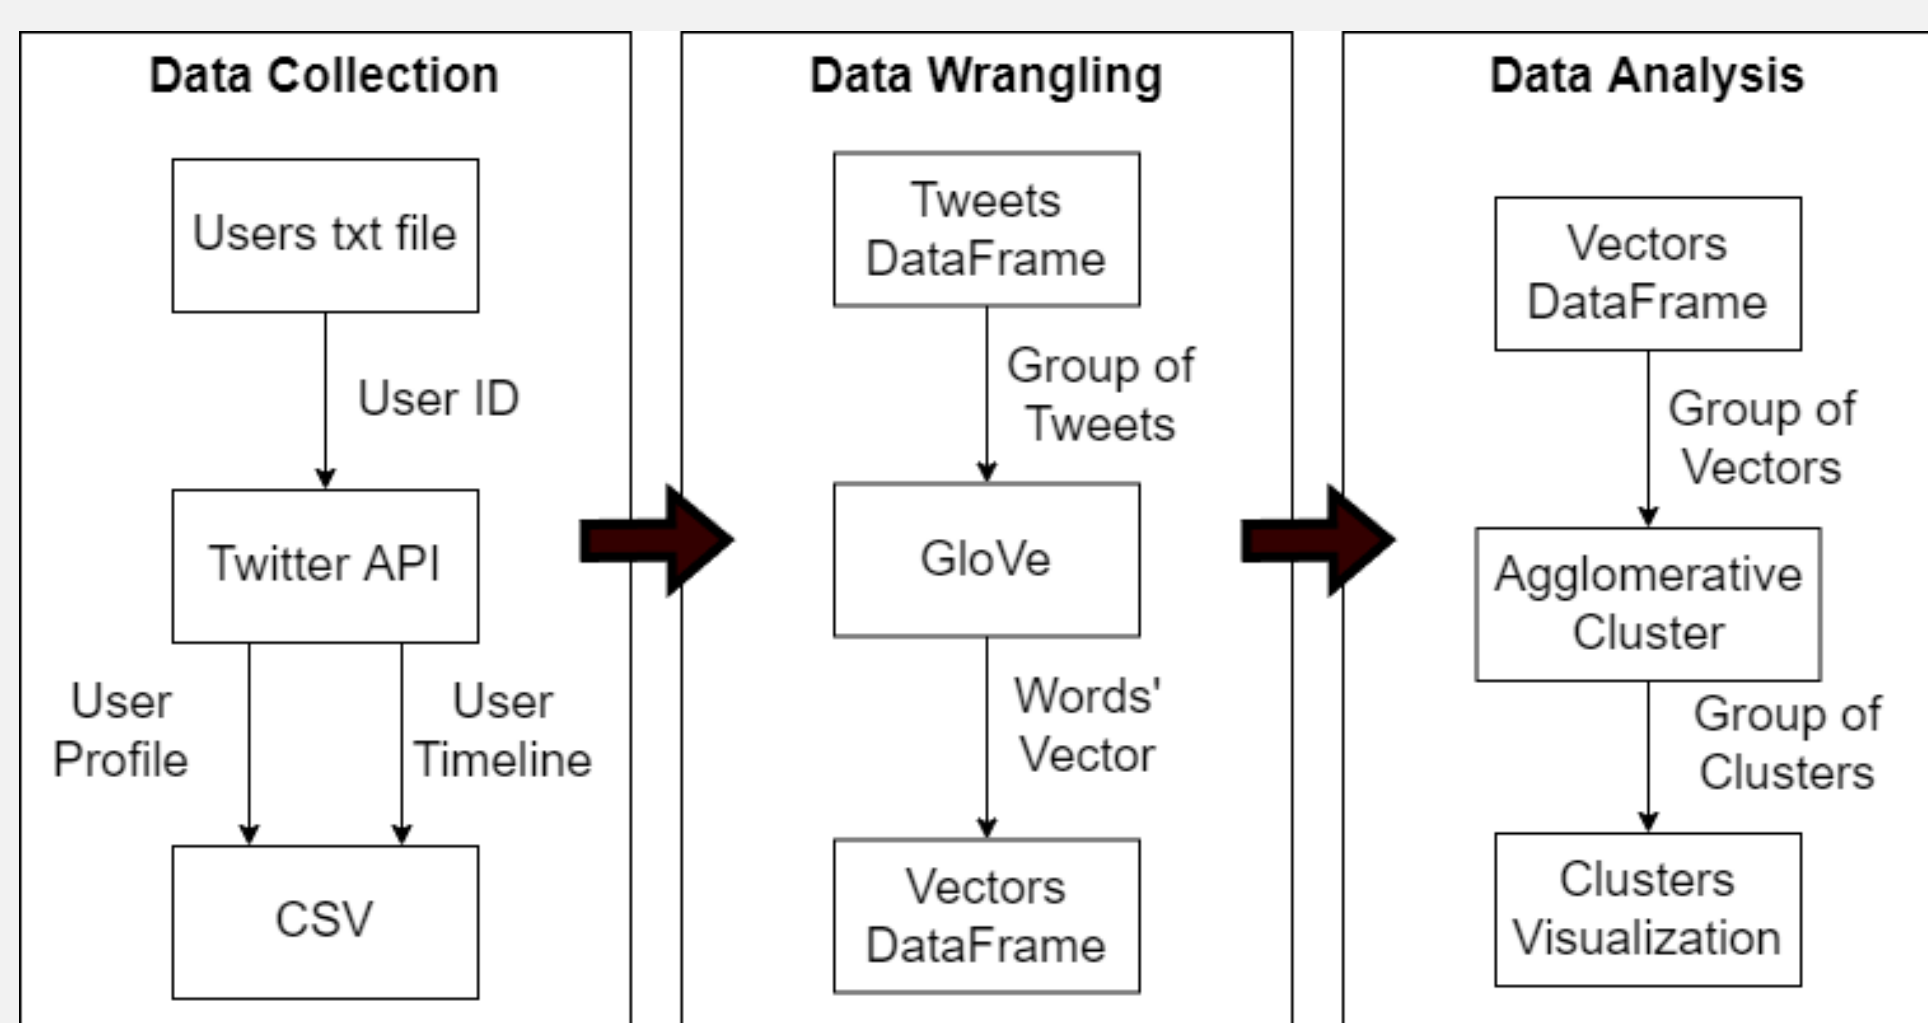 Data Collection
Users txt file
User ID
Twitter API
User
Profile
User
Timeline
CSV
Data Wrangling
Tweets
DataFrame
Group of
Tweets
GloVe
Words'
Vector
Vectors
DataFrame
Data Analysis
Vectors
DataFrame
Group of
Vectors
Agglomerative
Cluster
Group of
Clusters
Clusters
Visualization